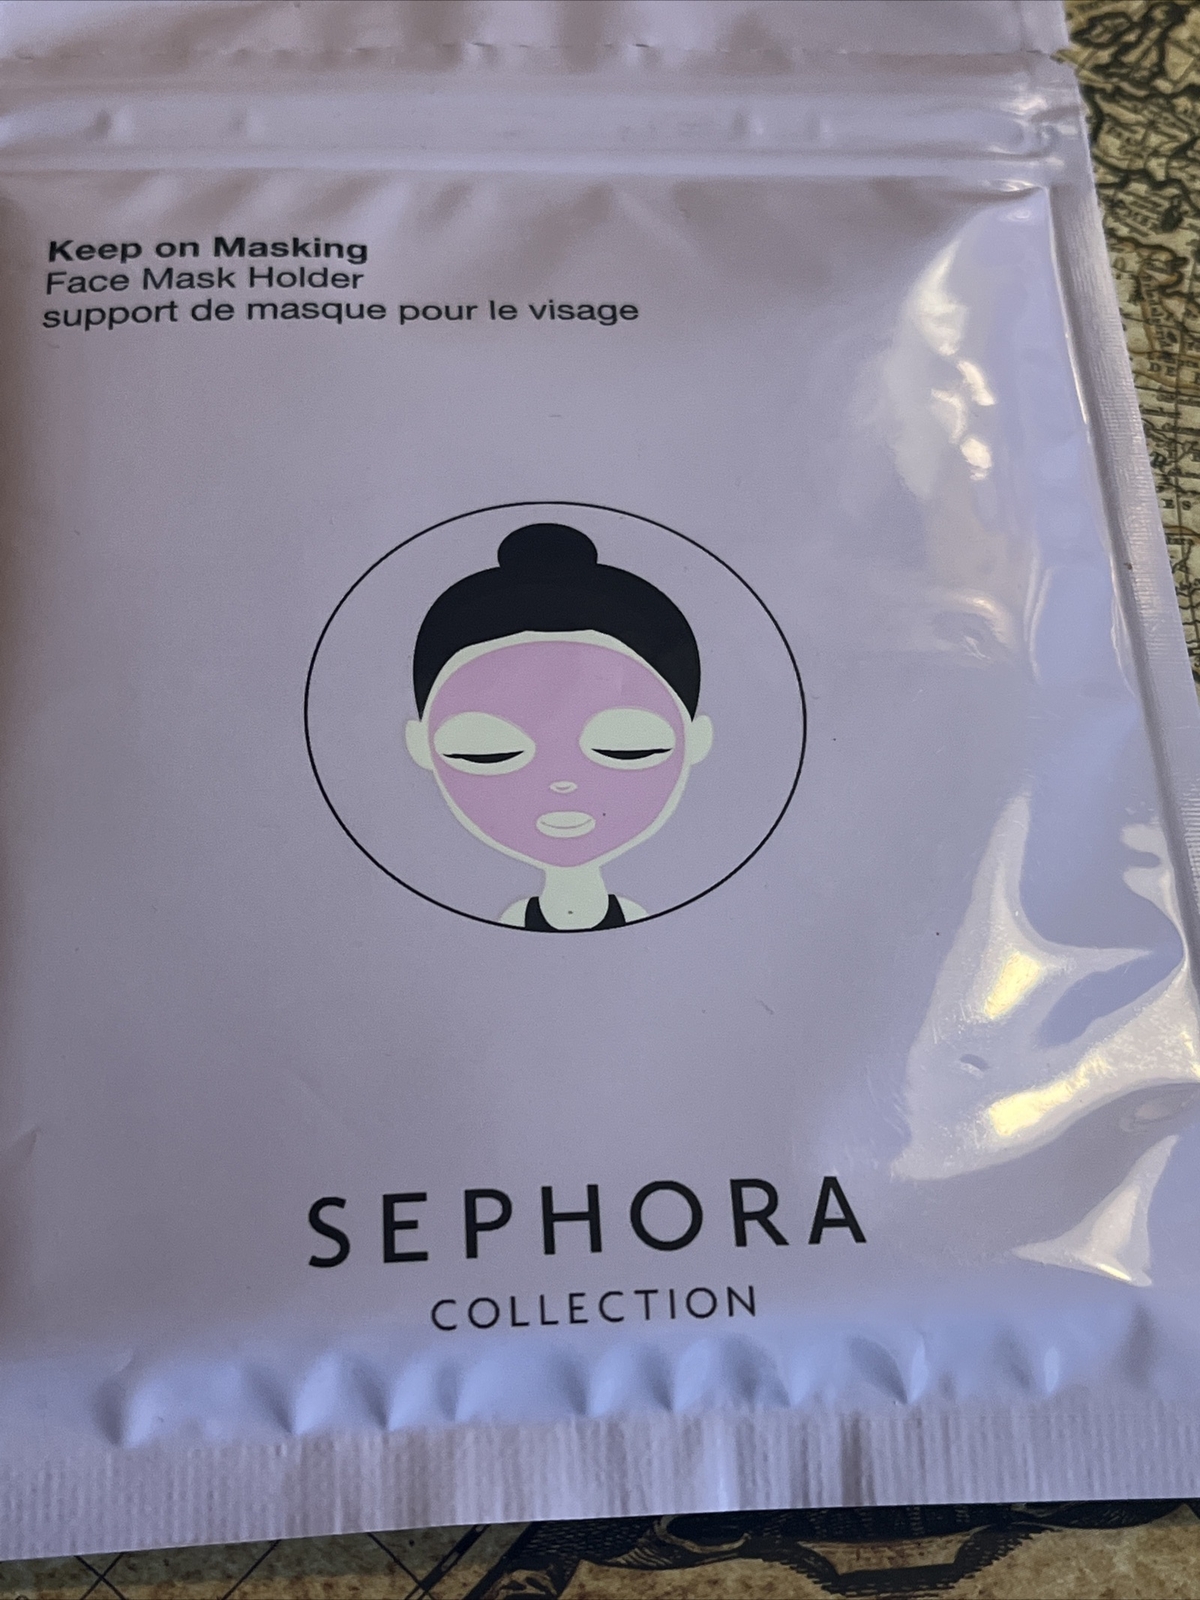 Keep on Masking
Face Mask Holder
support de masque pour le visage
SEPHORA
COLLECTION